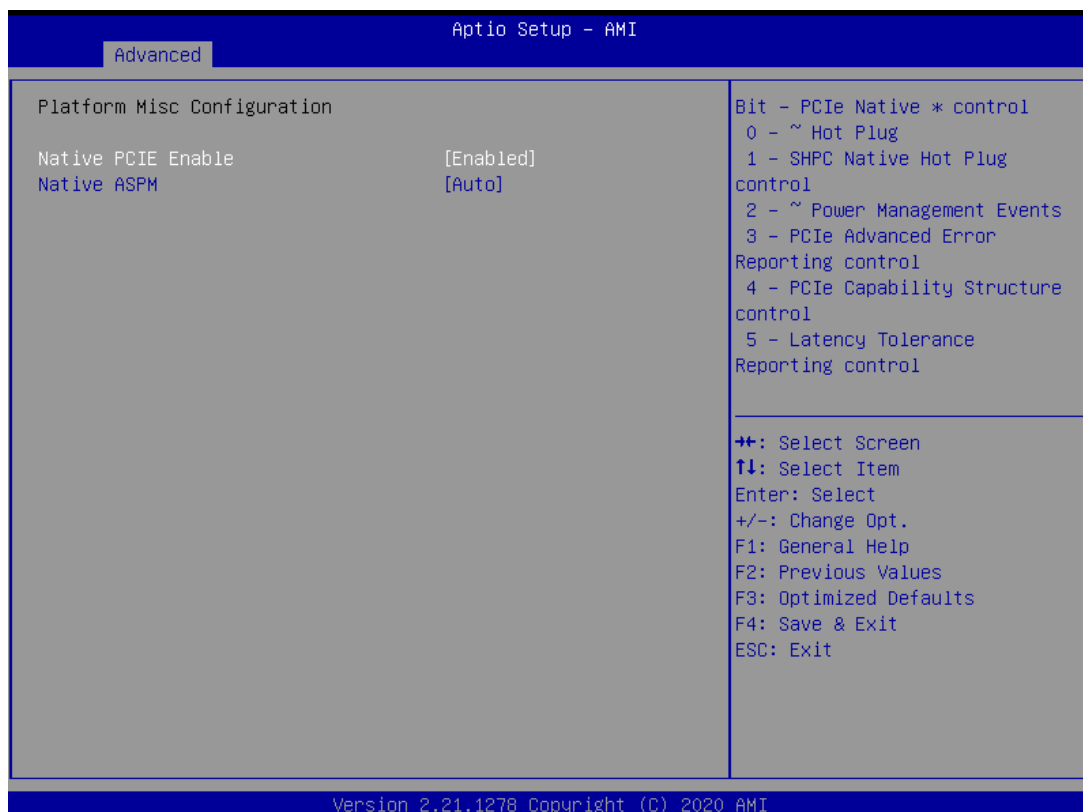 Aptio Setup – AMI
Advanced
Platform Misc Configuration
Native PCIE Enable [Enabled]
Native ASPM [Auto]
Bit – PCIe Native * control
0 – ~ Hot Plug
1 – SHPC Native Hot Plug
control
2 – ~ Power Management Events
3 – PCIe Advanced Error
Reporting control
4 – PCIe Capability Structure
control
5 – Latency Tolerance
Reporting control
→←: Select Screen
↑↓: Select Item
Enter: Select
+/-: Change Opt.
F1: General Help
F2: Previous Values
F3: Optimized Defaults
F4: Save & Exit
ESC: Exit
Version 2.21.1278 Copyright (C) 2020 AMI